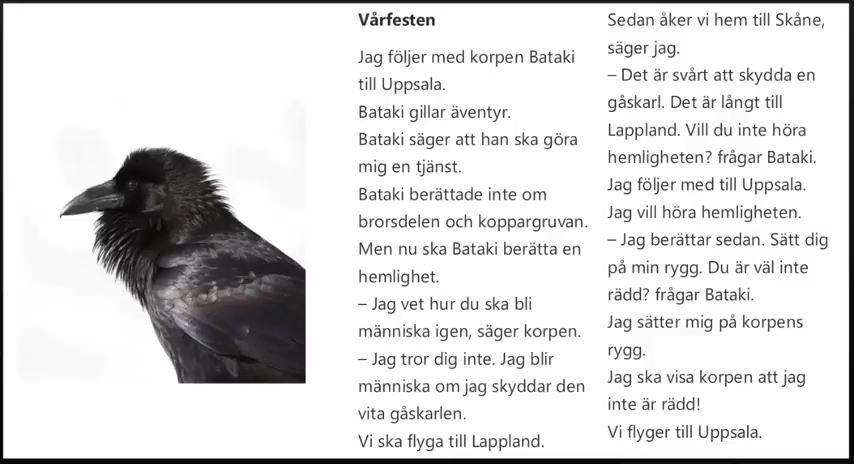 Vårfesten
Jag följer med korpen Bataki
till Uppsala.
Bataki gillar äventyr.
Bataki säger att han ska göra
mig en tjänst.
Bataki berättade inte om
brorsdelen och koppargruvan.
Men nu ska Bataki berätta en
hemlighet.
– Jag vet hur du ska bli
människa igen, säger korpen.
– Jag tror dig inte. Jag blir
människa om jag skyddar den
vita gåskarlen.
Vi ska flyga till Lappland.
Sedan åker vi hem till Skåne,
säger jag.
– Det är svårt att skydda en
gåskarl. Det är långt till
Lappland. Vill du inte höra
hemligheten? frågar Bataki.
Jag följer med till Uppsala.
Jag vill höra hemligheten.
– Jag berättar sedan. Sätt dig
på min rygg. Du är väl inte
rädd? frågar Bataki.
Jag sätter mig på korpens
rygg.
Jag ska visa korpen att jag
inte är rädd!
Vi flyger till Uppsala.